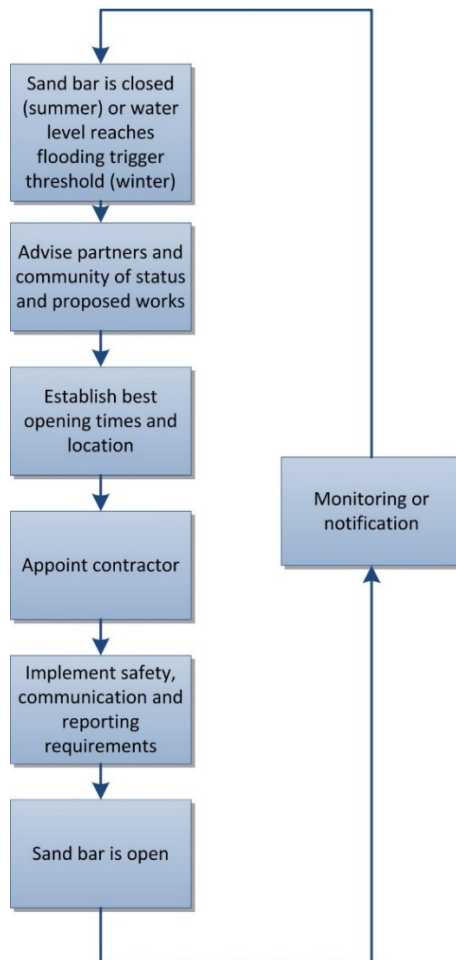 Sand bar is closed
(summer) or water
level reaches
flooding trigger
threshold (winter)
Advise partners and
community of status
and proposed works
Establish best
opening times and
location
Monitoring or
notification
Appoint contractor
Implement safety,
communication and
reporting
requirements
Sand bar is open